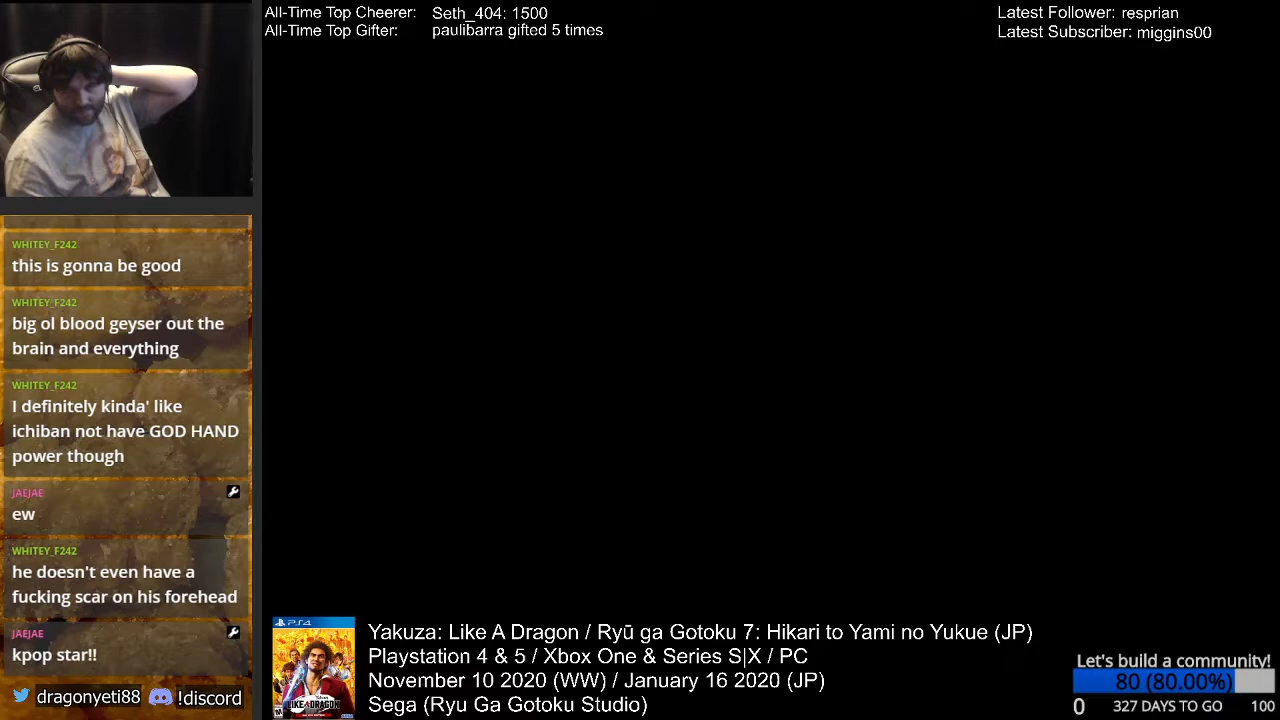 All-Time Top Cheerer: Seth_404: 1500
All-Time Top Gifter: paulibarra gifted 5 times
Latest Follower: resprian
Latest Subscriber: miggins00
WHITEY_F242
this is gonna be good
WHITEY_F242
big ol blood geyser out the
brain and everything
WHITEY_F242
I definitely kinda' like
ichiban not have GOD HAND
power though
JAEJAE
ew
WHITEY_F242
he doesn't even have a
fucking scar on his forehead
JAEJAE
kpop star!!
dragonyeti88 !discord
PS4
LIKE A DRAGON
Yakuza: Like A Dragon / Ryū ga Gotoku 7: Hikari to Yami no Yukue (JP)
Playstation 4 & 5 / Xbox One & Series S|X / PC
November 10 2020 (WW) / January 16 2020 (JP)
Sega (Ryu Ga Gotoku Studio)
Let's build a community!
80 (80.00%)
0 327 DAYS TO GO 100